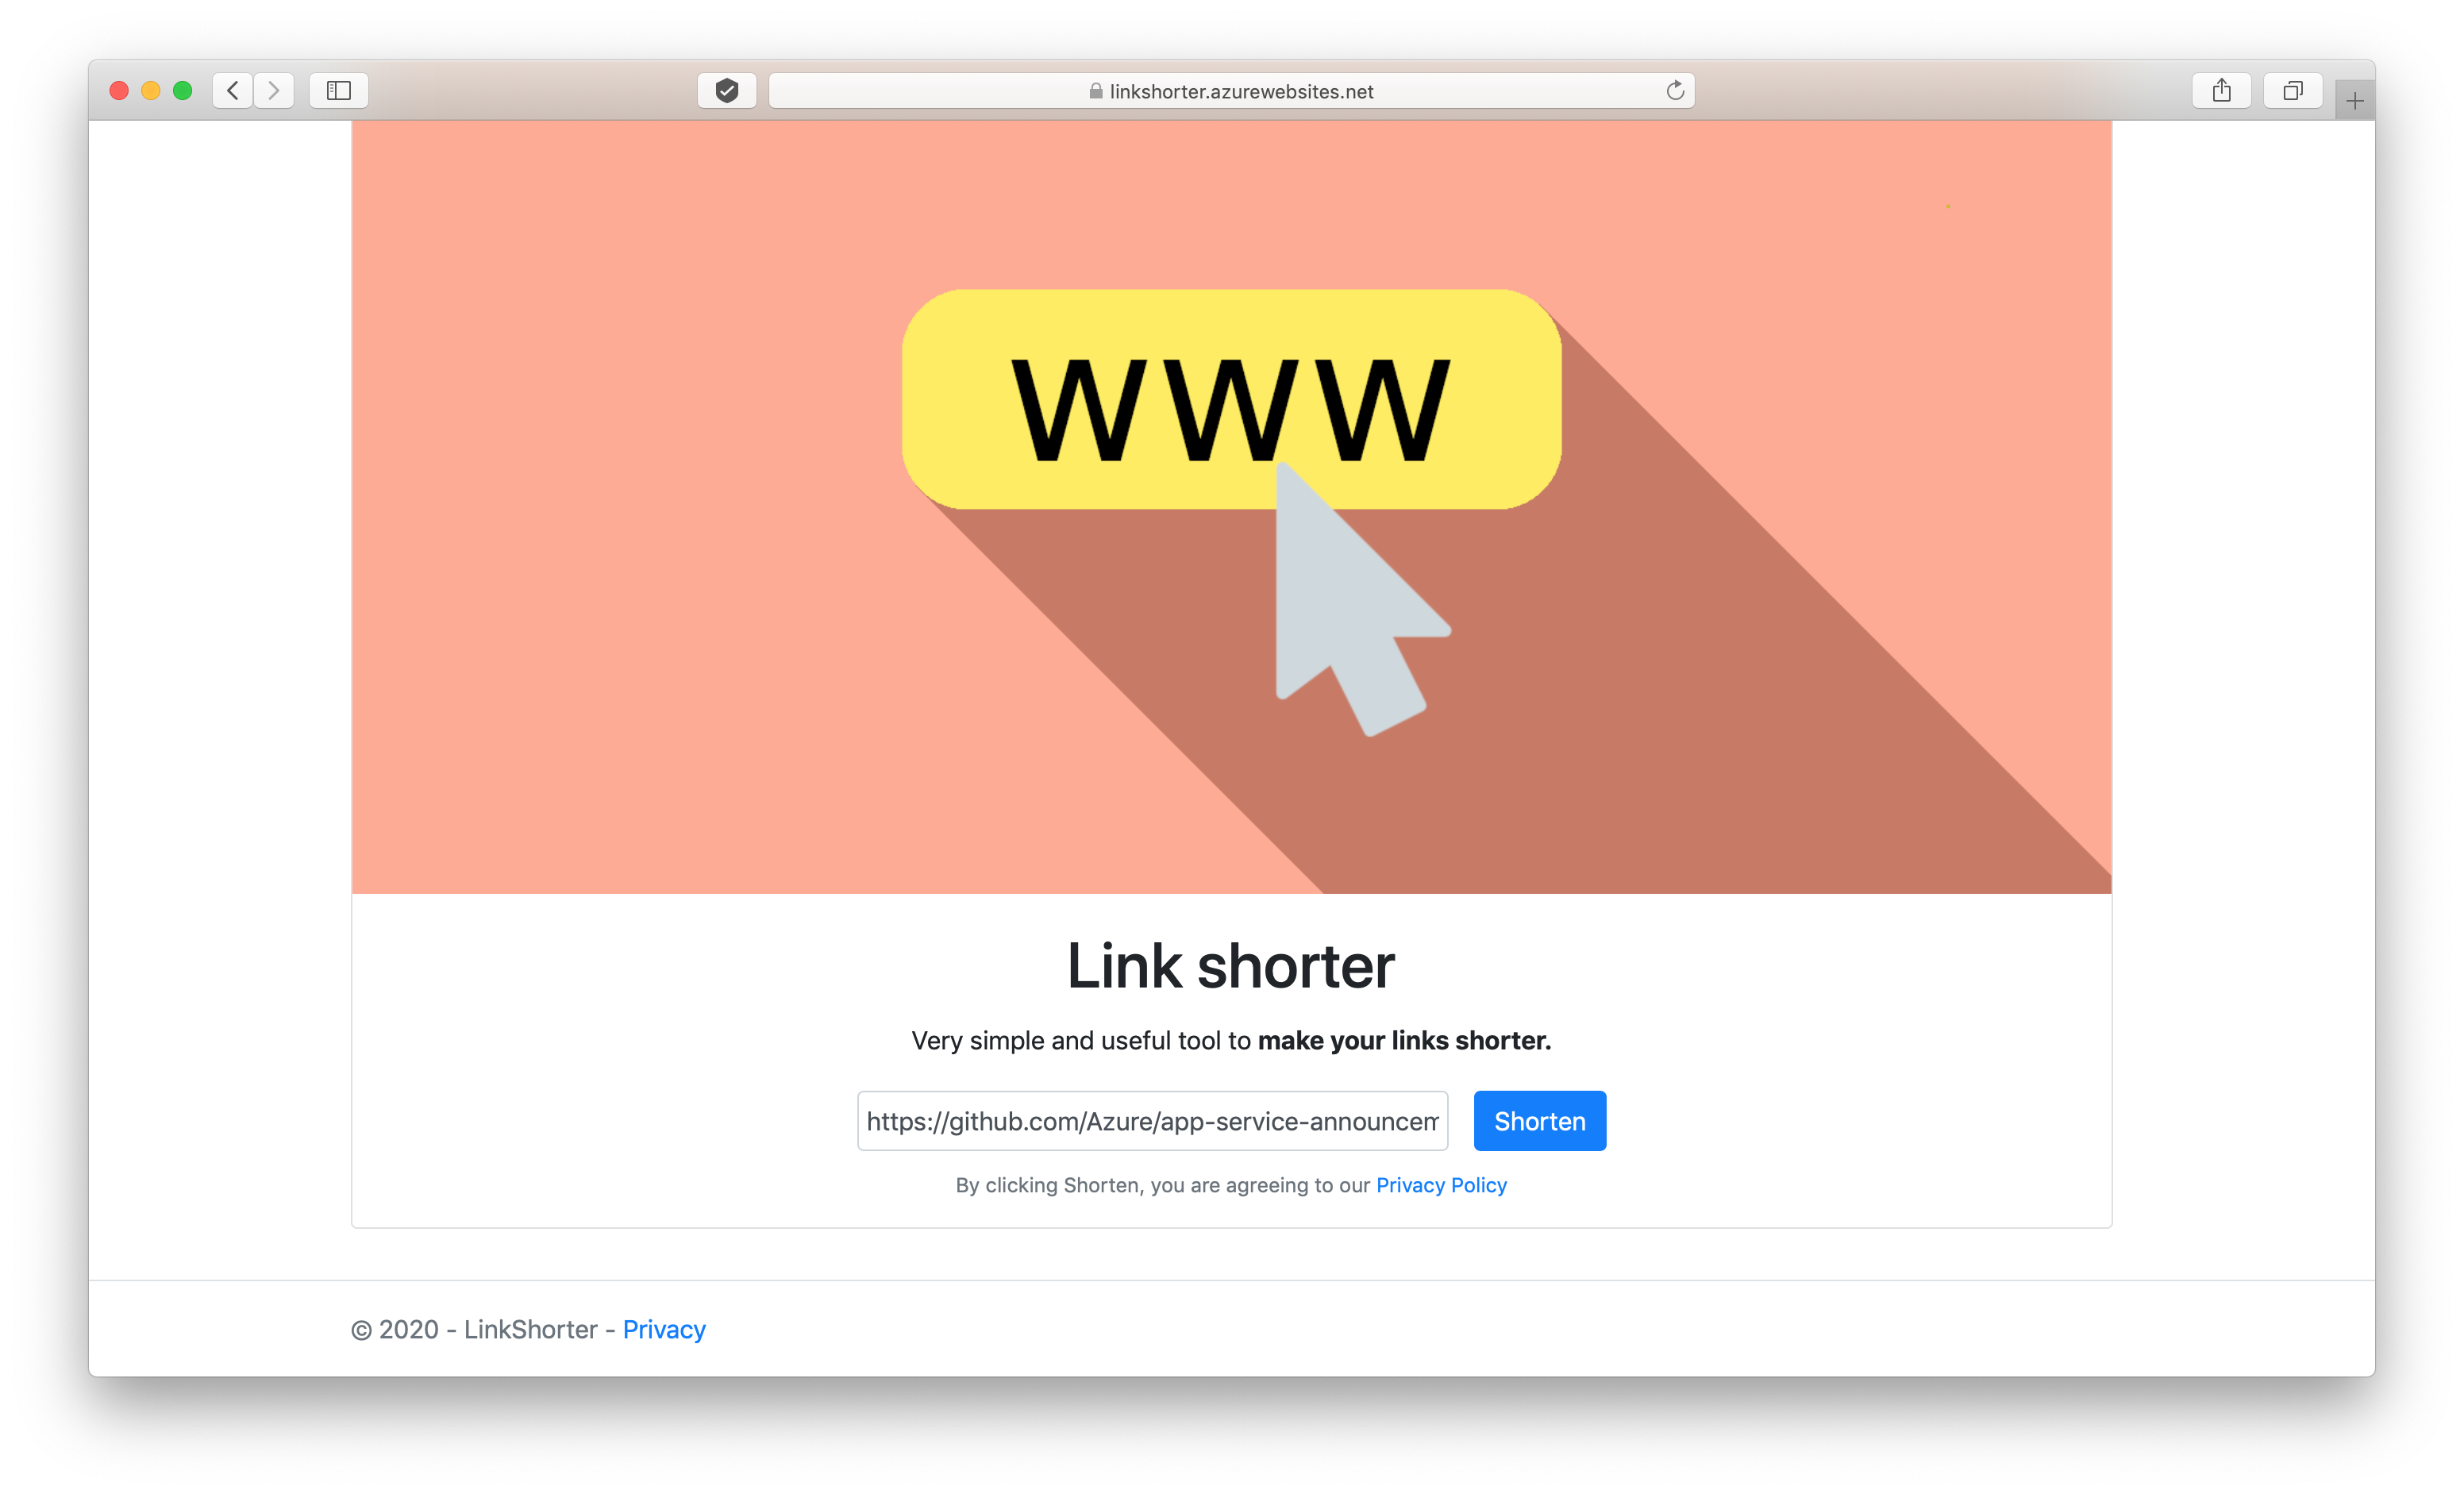 linkshorter.azurewebsites.net
WWW
Link shorter
Very simple and useful tool to make your links shorter.
https://github.com/Azure/app-service-announcem
Shorten
By clicking Shorten, you are agreeing to our Privacy Policy
© 2020 - LinkShorter - Privacy